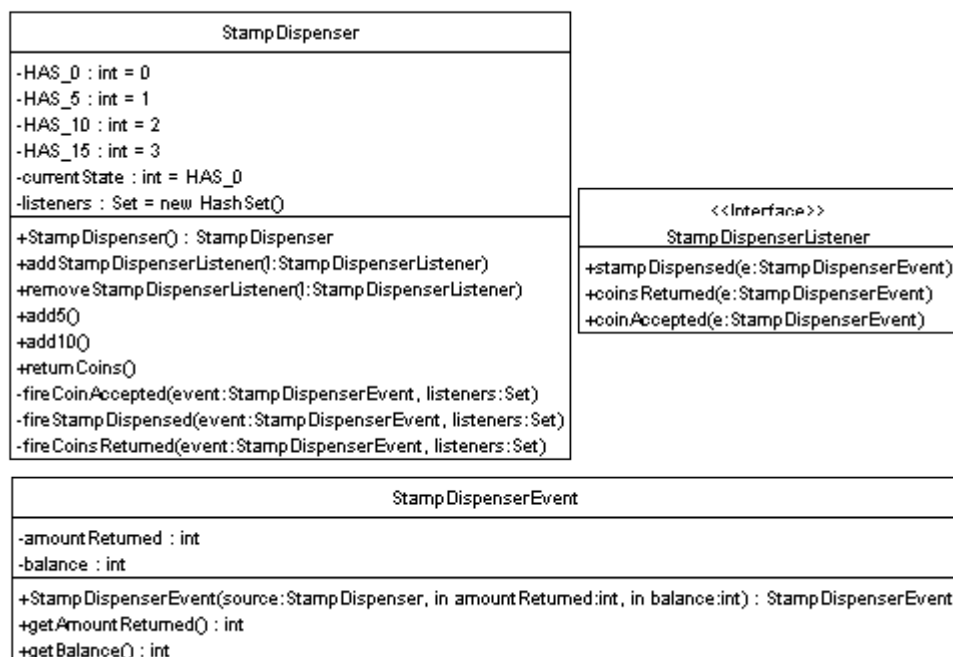 StampDispenser
-HAS_0 : int = 0
-HAS_5 : int = 1
-HAS_10 : int = 2
-HAS_15 : int = 3
-currentState : int = HAS_0
-listeners : Set = new HashSet()
+StampDispenser() : StampDispenser
+addStampDispenserListener(l:StampDispenserListener)
+removeStampDispenserListener(l:StampDispenserListener)
+add5()
+add10()
+returnCoins()
-fireCoinAccepted(event:StampDispenserEvent, listeners:Set)
-fireStampDispensed(event:StampDispenserEvent, listeners:Set)
-fireCoinsReturned(event:StampDispenserEvent, listeners:Set)
<<Interface>>
StampDispenserListener
+stampDispensed(e:StampDispenserEvent)
+coinsReturned(e:StampDispenserEvent)
+coinAccepted(e:StampDispenserEvent)
StampDispenserEvent
-amountReturned : int
-balance : int
+StampDispenserEvent(source:StampDispenser, in amountReturned:int, in balance:int) : StampDispenserEvent
+getAmountReturned() : int
+getBalance() : int